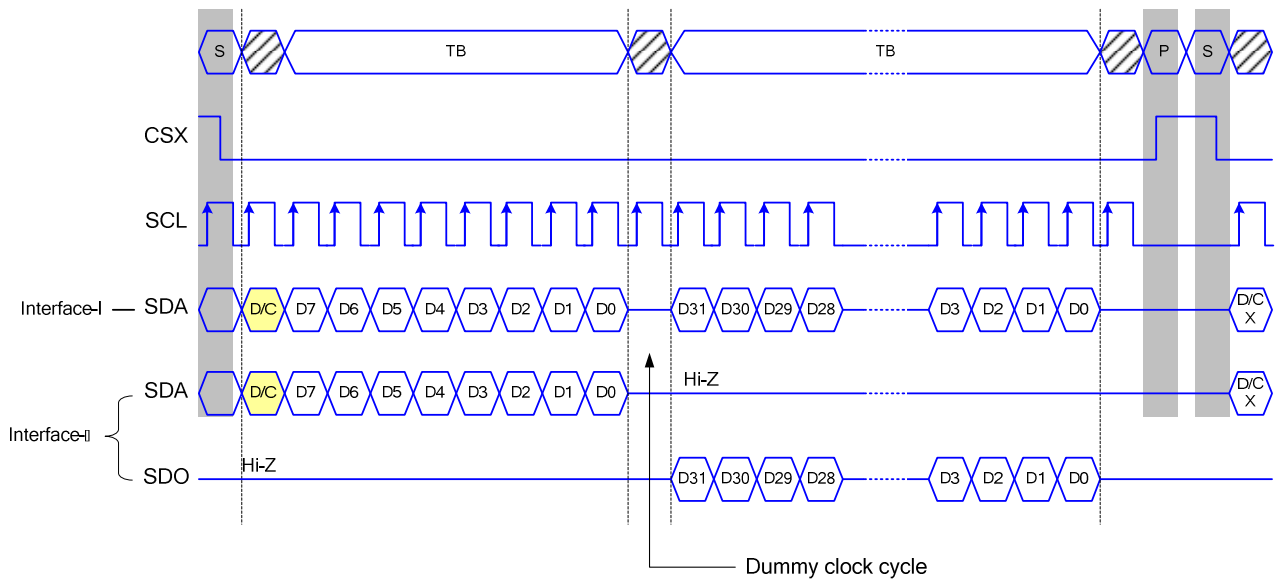 S TB TB P S
CSX
SCL
Interface-I SDA D/C D7 D6 D5 D4 D3 D2 D1 D0 D31 D30 D29 D28 D3 D2 D1 D0 D/C X
SDA D/C D7 D6 D5 D4 D3 D2 D1 D0 Hi-Z D/C X
Interface-▯
SDO Hi-Z D31 D30 D29 D28 D3 D2 D1 D0
Dummy clock cycle